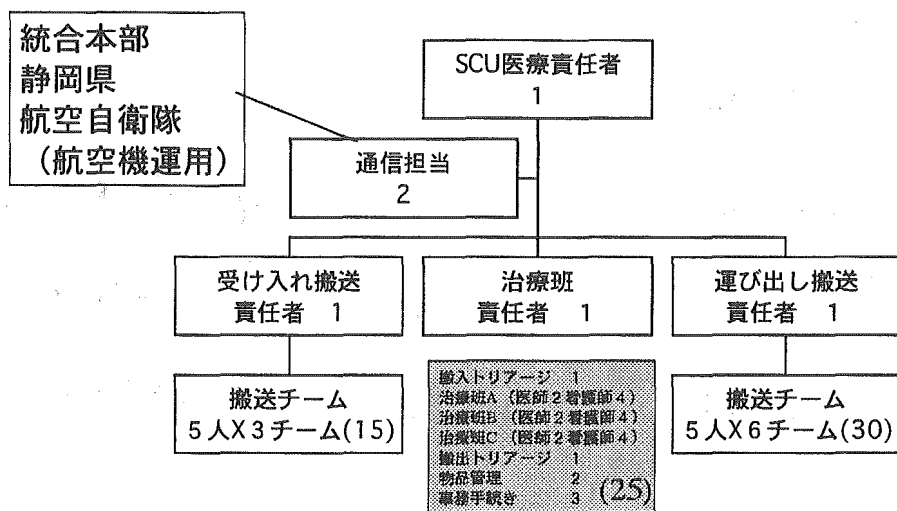 統合本部
静岡県
航空自衛隊
（航空機運用）
SCU医療責任者
1
通信担当
2
受け入れ搬送
責任者 1
治療班
責任者 1
運び出し搬送
責任者 1
搬送チーム
5人X3チーム(15)
搬入トリアージ 1
治療班A（医師2看護師4）
治療班B（医師2看護師4）
治療班C（医師2看護師4）
搬出トリアージ 1
物品管理 2
事務手続き 3
(25)
搬送チーム
5人X6チーム(30)